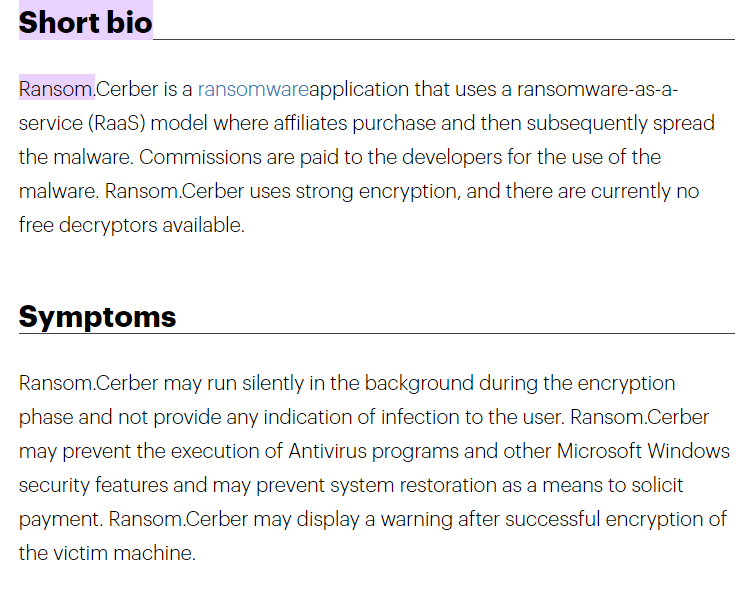 Short bio
Ransom.Cerber is a ransomwareapplication that uses a ransomware-as-a-
service (RaaS) model where affiliates purchase and then subsequently spread
the malware. Commissions are paid to the developers for the use of the
malware. Ransom.Cerber uses strong encryption, and there are currently no
free decryptors available.
Symptoms
Ransom.Cerber may run silently in the background during the encryption
phase and not provide any indication of infection to the user. Ransom.Cerber
may prevent the execution of Antivirus programs and other Microsoft Windows
security features and may prevent system restoration as a means to solicit
payment. Ransom.Cerber may display a warning after successful encryption of
the victim machine.